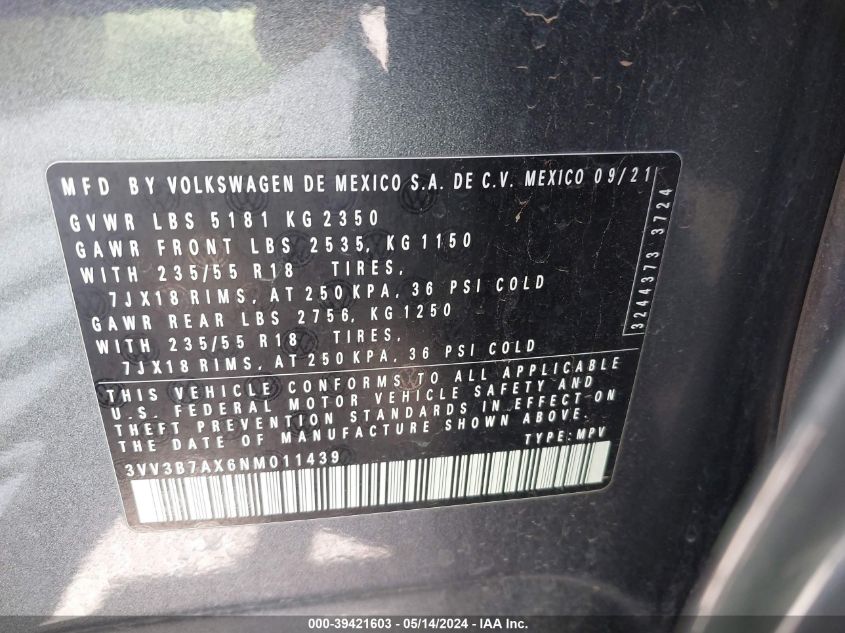 MFD BY VOLKSWAGEN DE MEXICO S.A. DE C.V. MEXICO 09/21
GVWR LBS 5181 KG 2350
GAWR FRONT LBS 2535, KG 1150
WITH 235/55 R18 TIRES,
7JX18 RIMS, AT 250 KPA, 36 PSI COLD
GAWR REAR LBS 2756, KG 1250
WITH 235/55 R18 TIRES,
7JX18 RIMS, AT 250 KPA, 36 PSI COLD
3244373 3724
THIS VEHICLE CONFORMS TO ALL APPLICABLE
U.S. FEDERAL MOTOR VEHICLE SAFETY AND
THEFT PREVENTION STANDARDS IN EFFECT ON
THE DATE OF MANUFACTURE SHOWN ABOVE.
3VV3B7AX6NM011439 TYPE: MPV
000-39421603 - 05/14/2024 - IAA Inc.